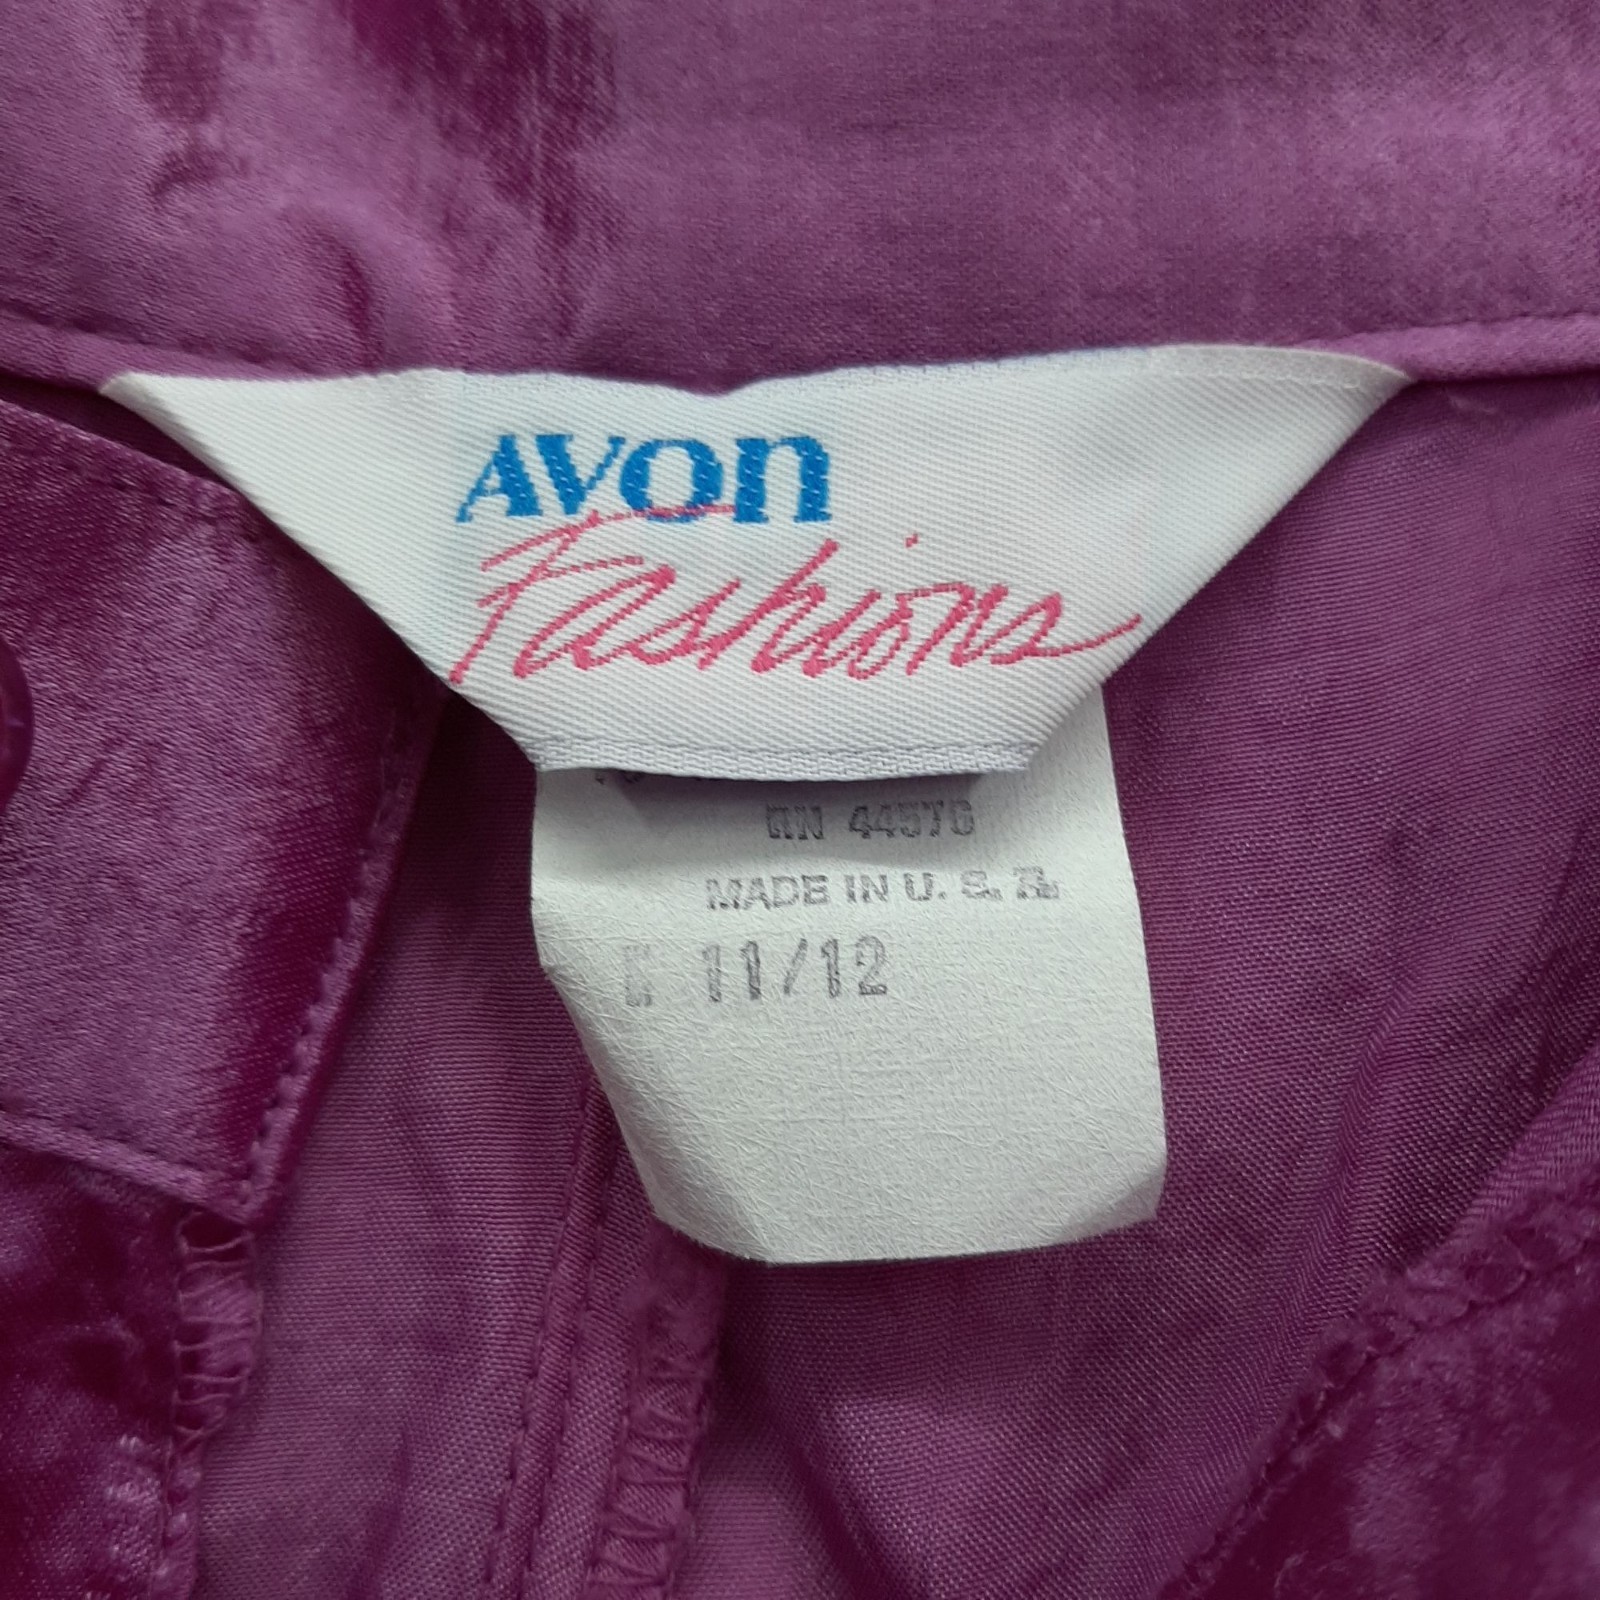 AVON
Fashions
RN 44576
MADE IN U. S. A.
11/12